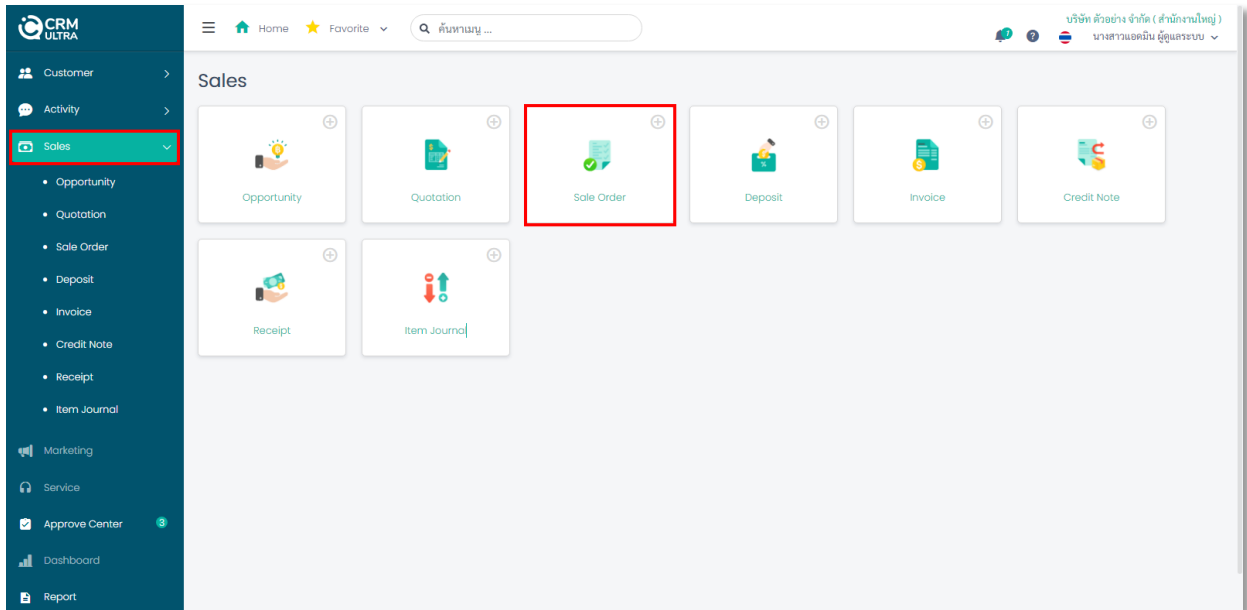 CRM
ULTRA
Home
Favorite
ค้นหาเมนู ...
บริษัท ตัวอย่าง จำกัด ( สำนักงานใหญ่ )
7
นางสาวแอดมิน ผู้ดูแลระบบ
Customer
Activity
Sales
Opportunity
Quotation
Sale Order
Deposit
Invoice
Credit Note
Receipt
Item Journal
Marketing
Service
Approve Center 3
Dashboard
Report
Sales
Opportunity
Quotation
Sale Order
Deposit
Invoice
Credit Note
Receipt
Item Journal